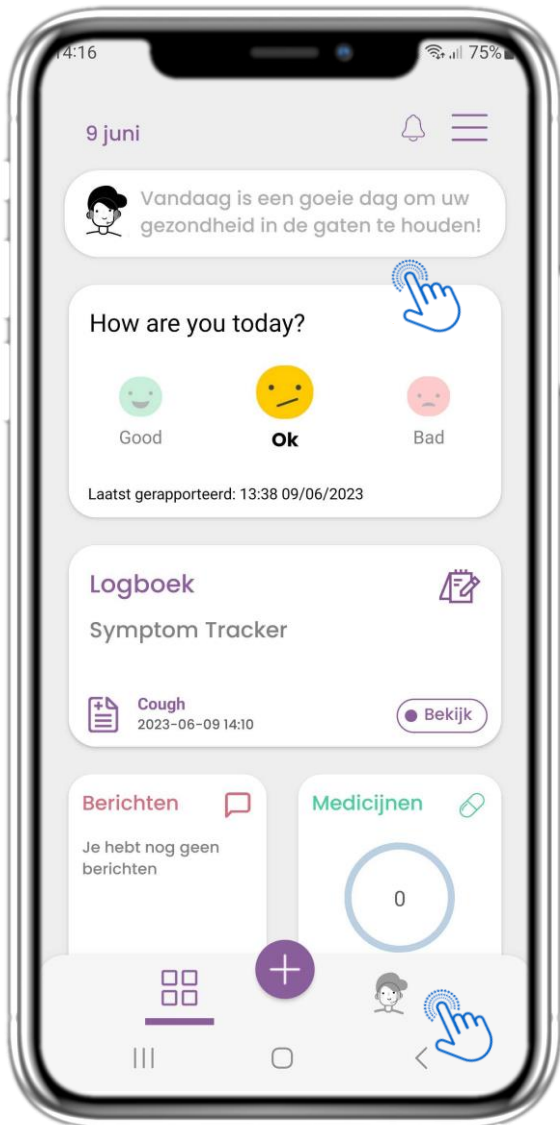 14:16
75%
9 juni
Vandaag is een goeie dag om uw
gezondheid in de gaten te houden!
How are you today?
Good
Ok
Bad
Laatst gerapporteerd: 13:38 09/06/2023
Logboek
Symptom Tracker
Cough
2023-06-09 14:10
Bekijk
Berichten
Je hebt nog geen
berichten
Medicijnen
0